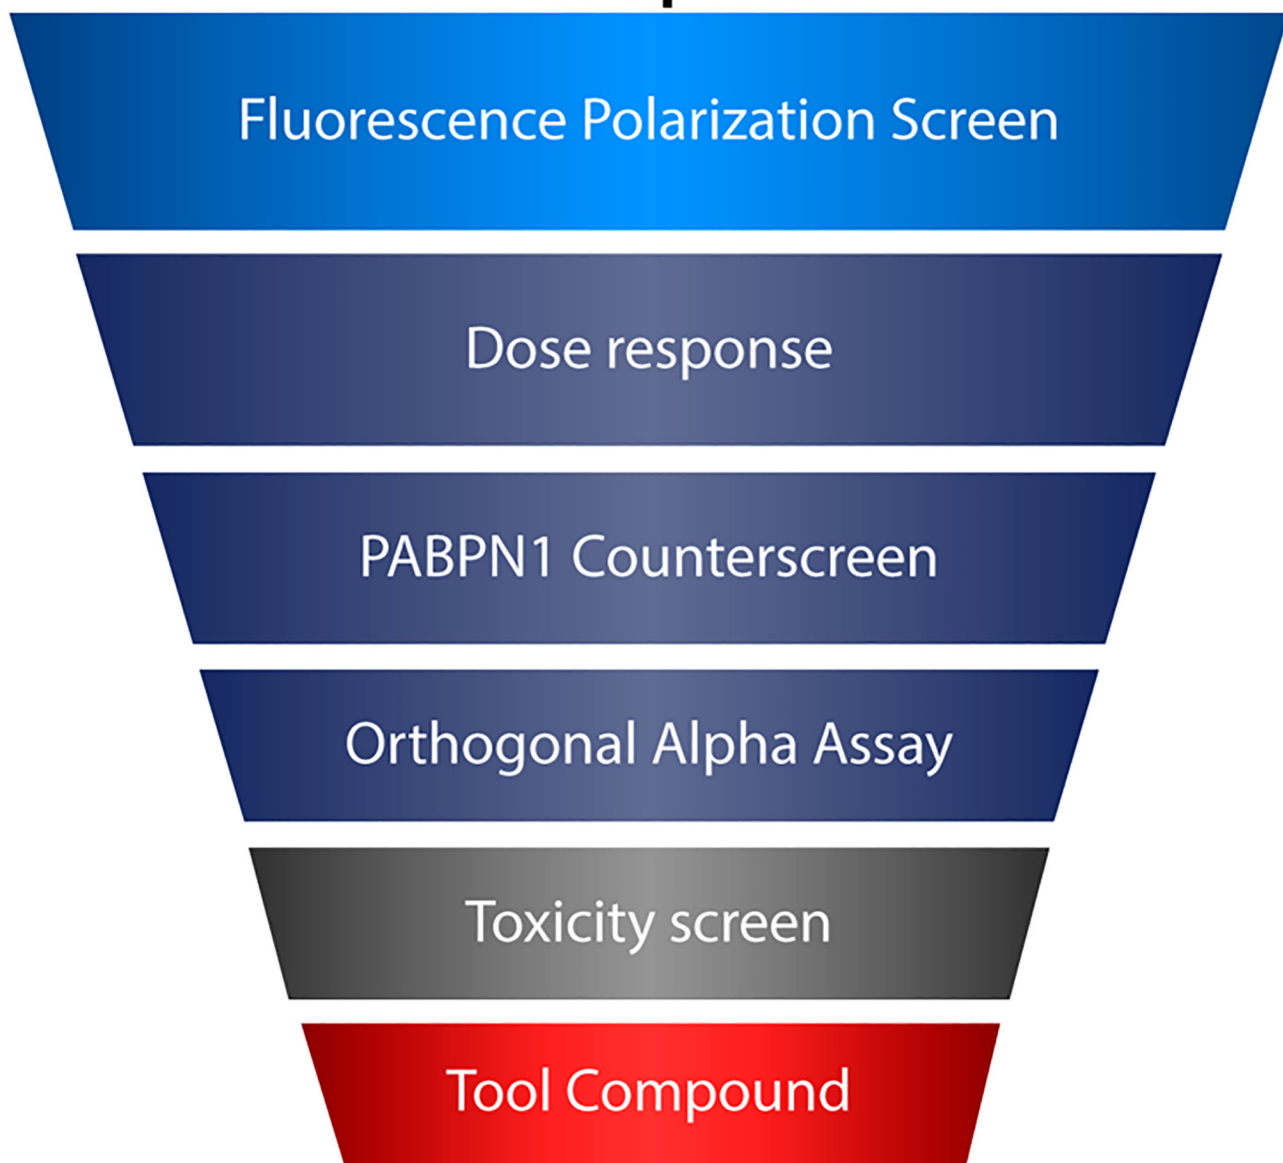 Fluorescence Polarization Screen
Dose response
PABPN1 Counterscreen
Orthogonal Alpha Assay
Toxicity screen
Tool Compound